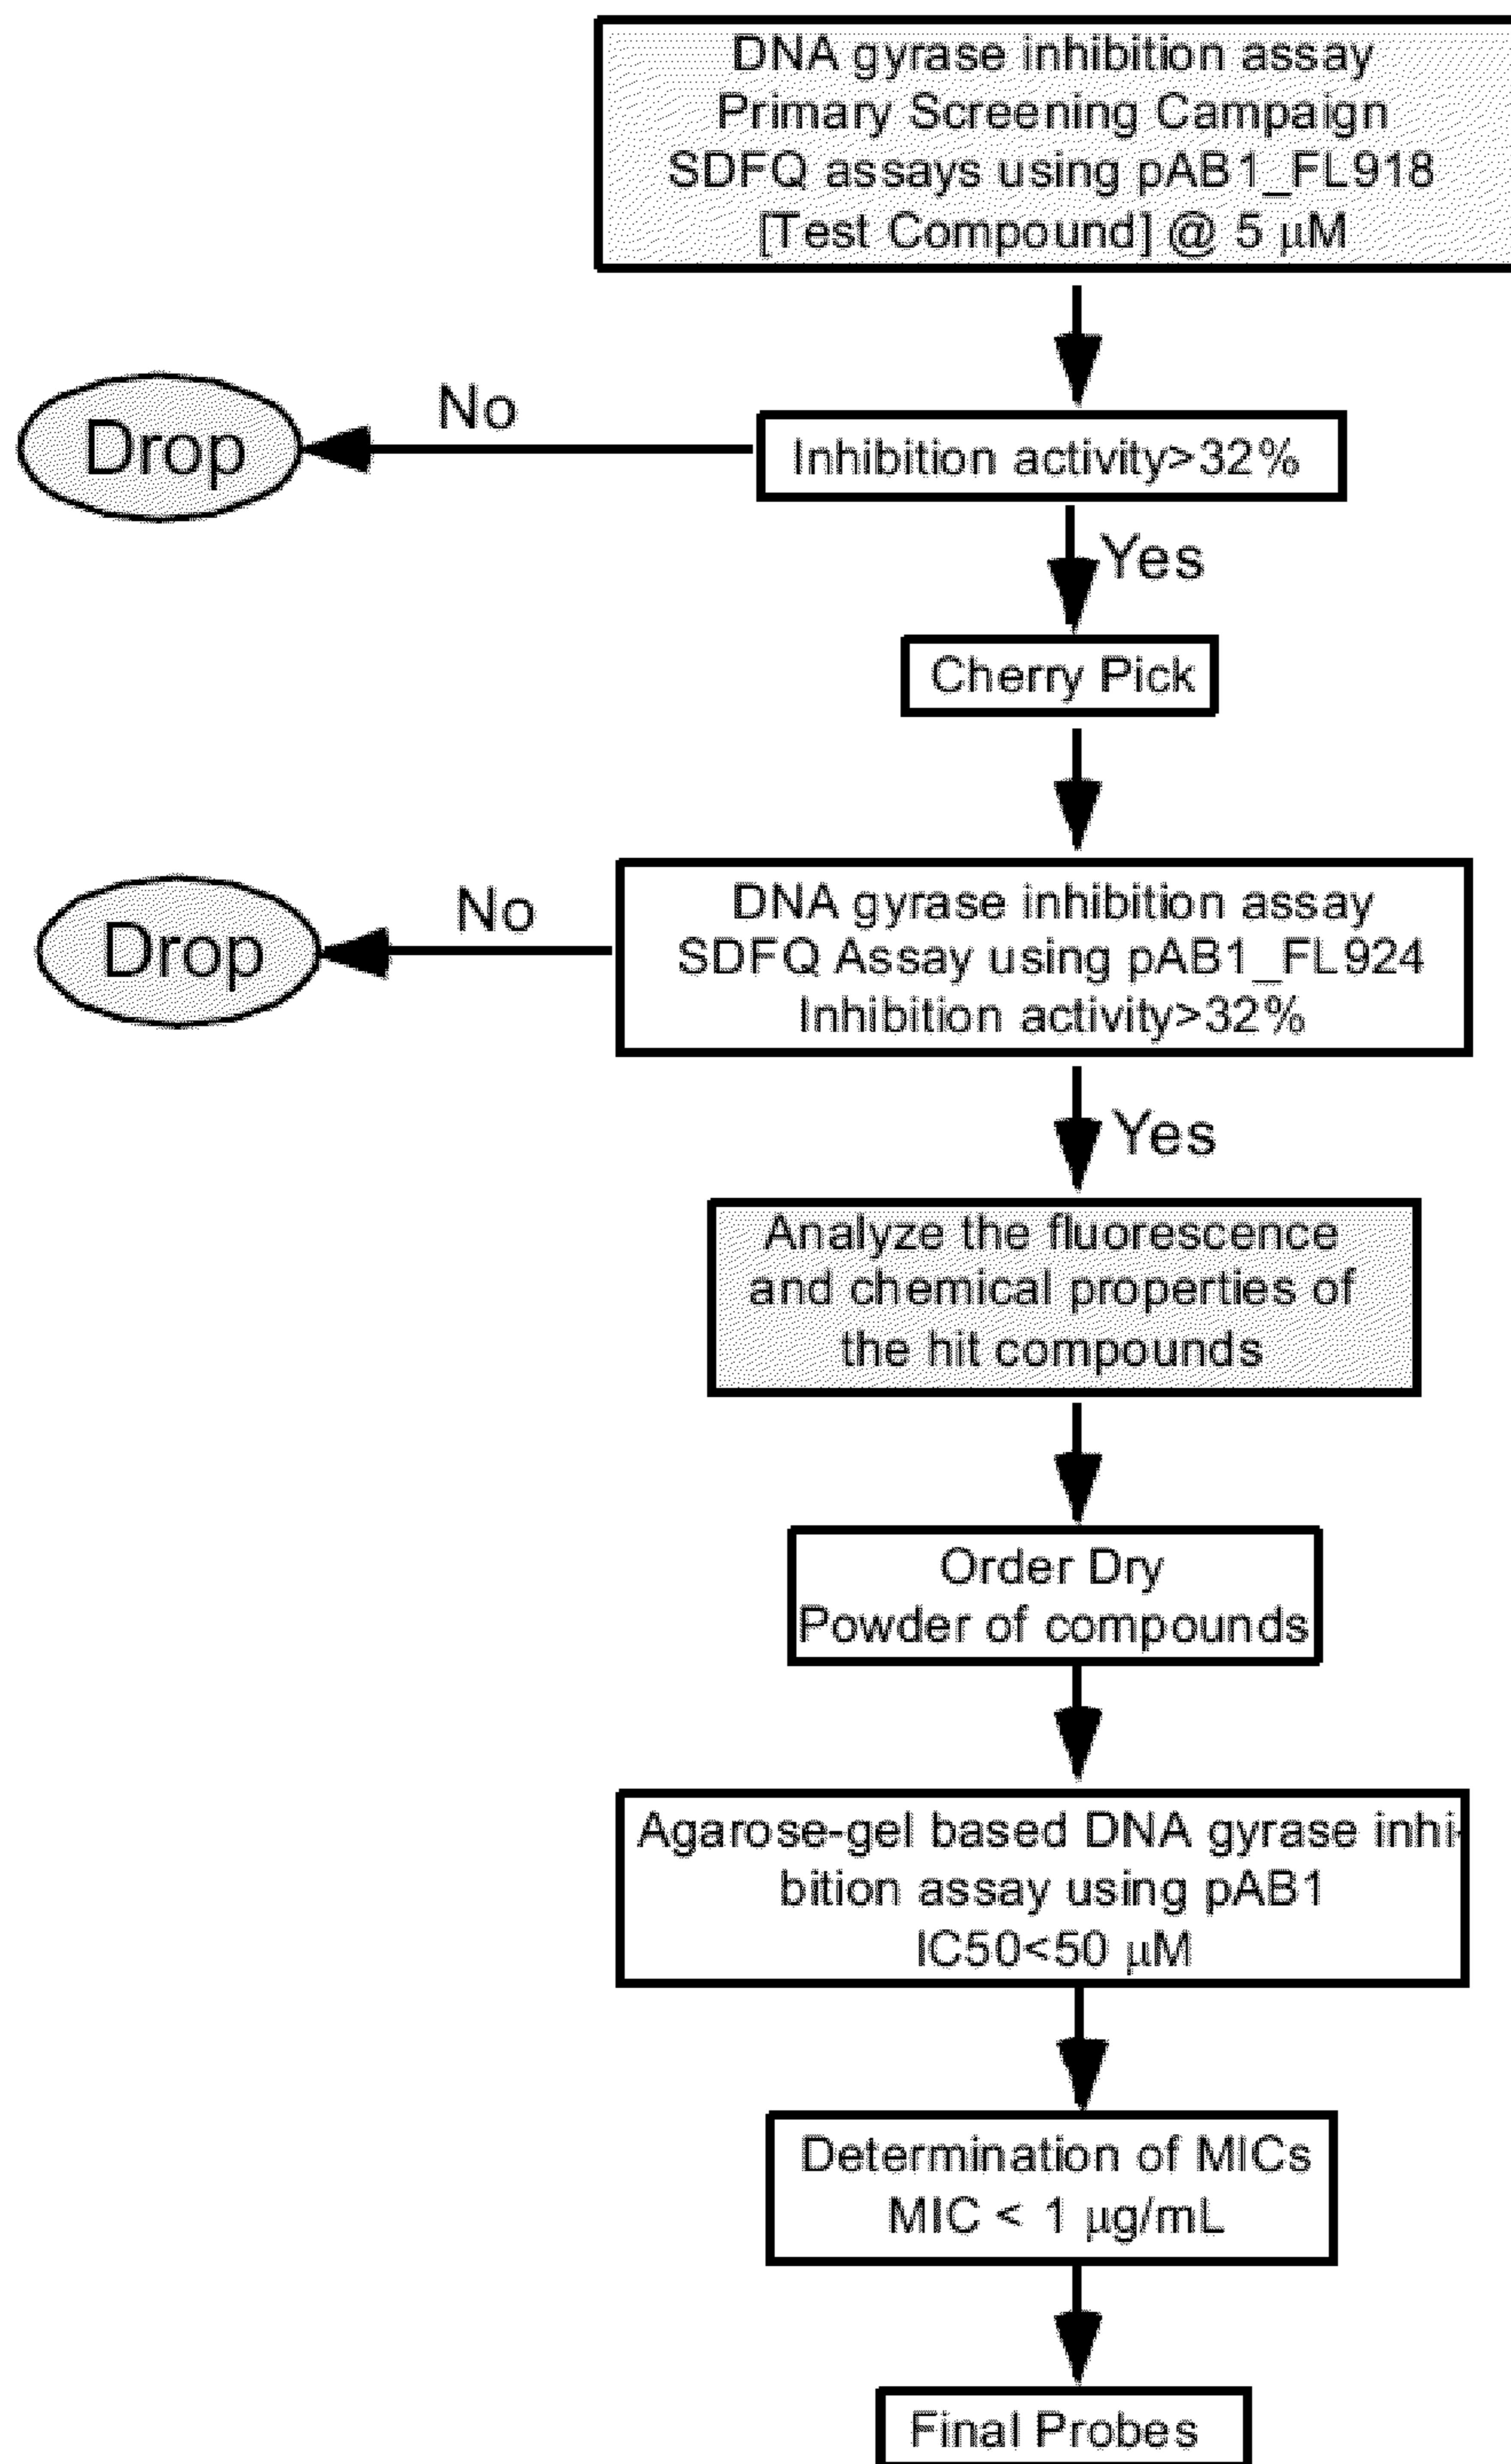 DNA gyrase inhibition assay
Primary Screening Campaign
SDFQ assays using pAB1_FL918
[Test Compound] @ 5 μM
No
Drop
Inhibition activity>32%
Yes
Cherry Pick
No
Drop
DNA gyrase inhibition assay
SDFQ Assay using pAB1_FL924
Inhibition activity>32%
Yes
Analyze the fluorescence
and chemical properties of
the hit compounds
Order Dry
Powder of compounds
Agarose-gel based DNA gyrase inhi-
bition assay using pAB1
IC50<50 μM
Determination of MICs
MIC < 1 μg/mL
Final Probes